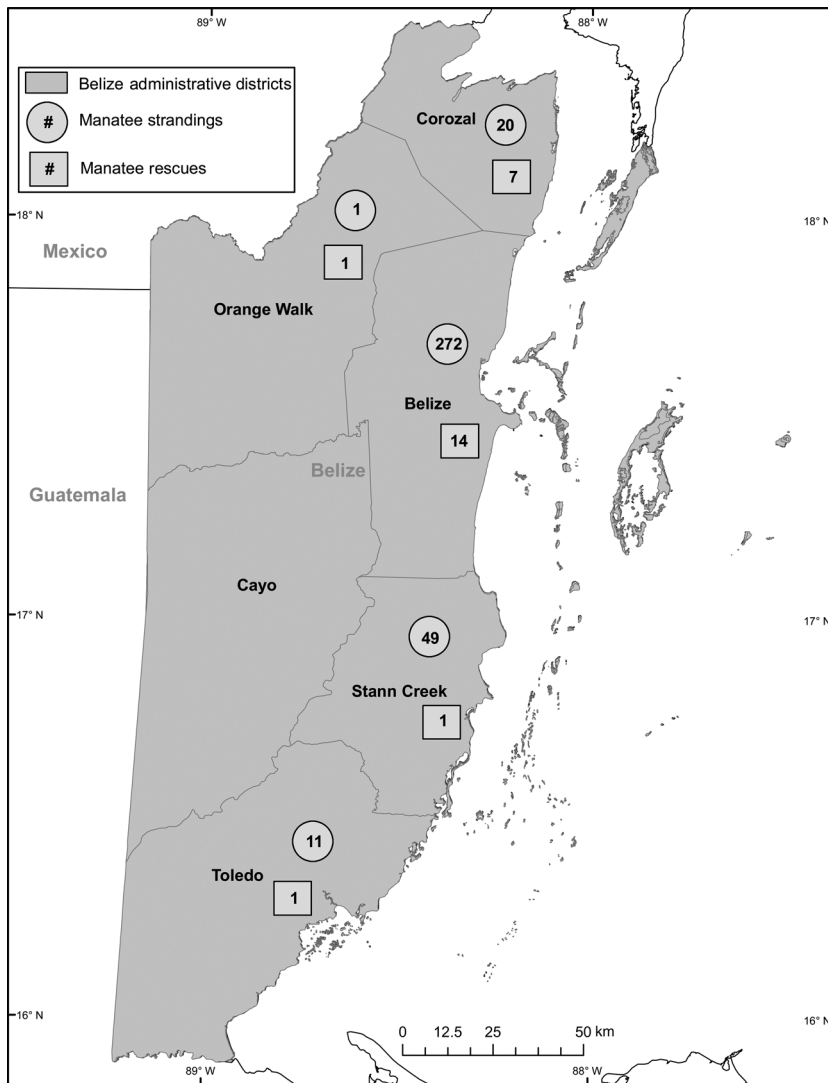 89° W
88° W
Belize administrative districts
# Manatee strandings
# Manatee rescues
Corozal
20
7
18° N
18° N
1
Mexico
1
Orange Walk
272
Belize
14
Belize
Guatemala
Cayo
17° N
17° N
49
Stann Creek
1
11
Toledo
1
16° N
16° N
0 12.5 25 50 km
89° W
88° W